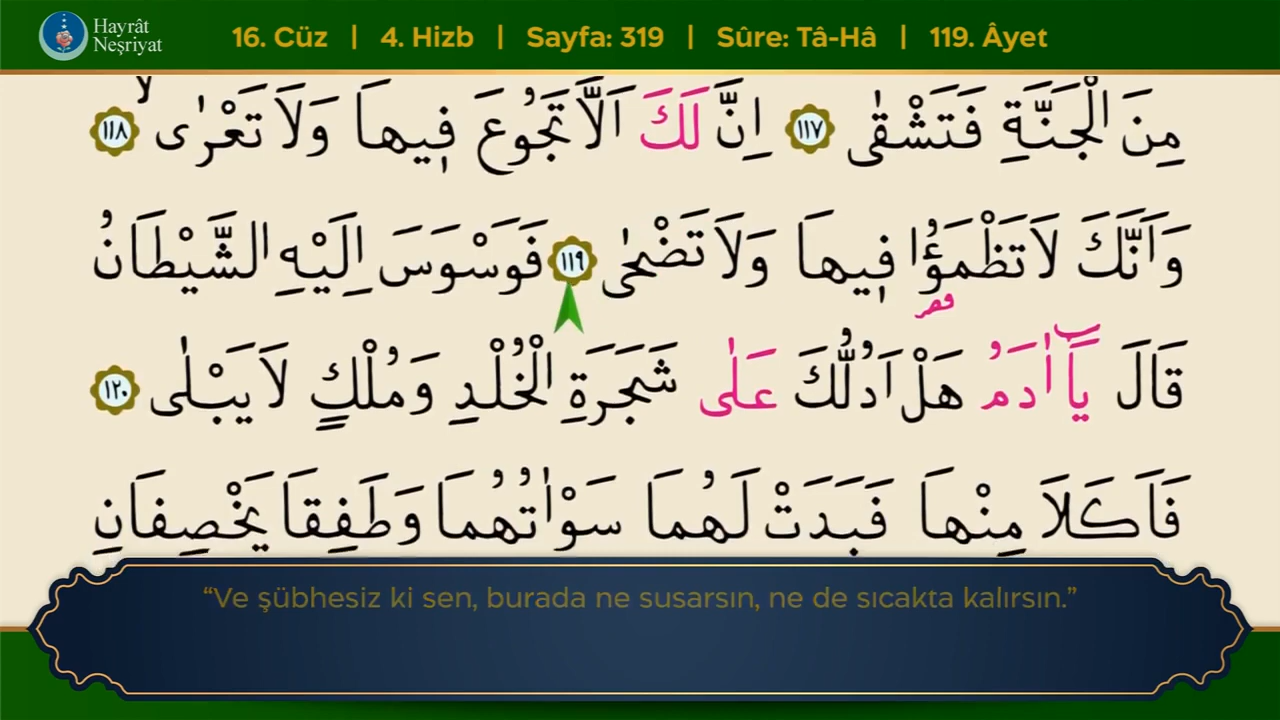 Hayrât
Neşriyat
16. Cüz | 4. Hizb | Sayfa: 319 | Sûre: Tâ-Hâ | 119. Âyet
مِنَ الْجَنَّةِ فَتَشْقٰى ١١٧ اِنَّ لَكَ اَلَّا تَجُوعَ فٖيهَا وَلَا تَعْرٰى ۙ ١١٨
وَاَنَّكَ لَا تَظْمَؤُ۬ا فٖيهَا وَلَا تَضْحٰى ١١٩ فَوَسْوَسَ اِلَيْهِ الشَّيْطَانُ
قصر
قَالَ يَٓا اٰدَمُ هَلْ اَدُلُّكَ عَلٰى شَجَرَةِ الْخُلْدِ وَمُلْكٍ لَا يَبْلٰى ١٢٠
فَاَكَلَا مِنْهَا فَبَدَتْ لَهُمَا سَوْاٰتُهُمَا وَطَفِقَا يَخْصِفَانِ
“Ve şübhesiz ki sen, burada ne susarsın, ne de sıcakta kalırsın.”